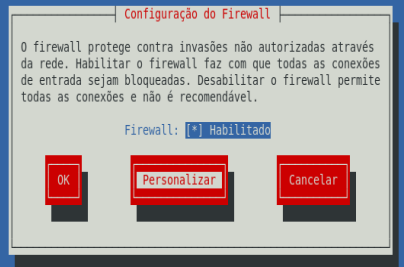 Configuração do Firewall
O firewall protege contra invasões não autorizadas através
da rede. Habilitar o firewall faz com que todas as conexões
de entrada sejam bloqueadas. Desabilitar o firewall permite
todas as conexões e não é recomendável.
Firewall: [*] Habilitado
OK Personalizar Cancelar